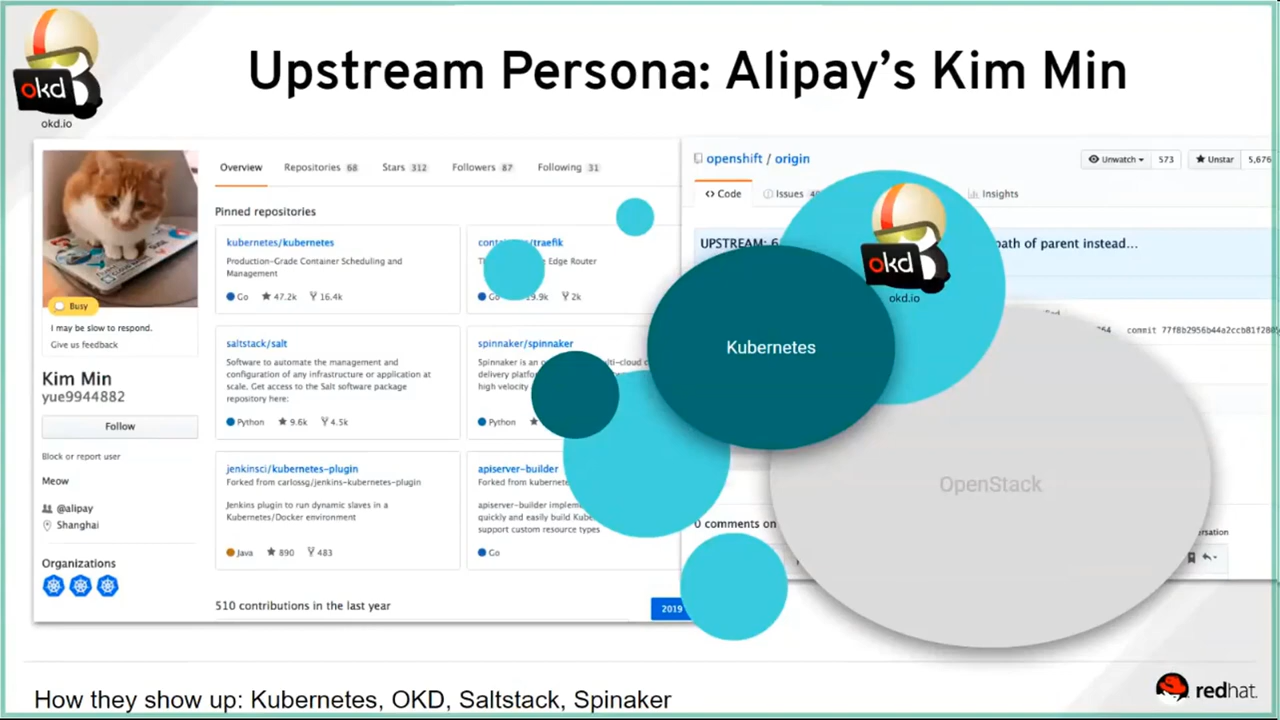 okd
okd.io
Upstream Persona: Alipay's Kim Min
Busy
I may be slow to respond.
Give us feedback
Kim Min
yue9944882
Follow
Block or report user
Meow
@alipay
Shanghai
Organizations
Overview Repositories 68 Stars 312 Followers 87 Following 31
Pinned repositories
kubernetes/kubernetes
Production-Grade Container Scheduling and
Management
Go 47.2k 16.4k
traefik
Edge Router
2k
saltstack/salt
Software to automate the management and
configuration of any infrastructure or application at
scale. Get access to the Salt software package
repository here:
Python 9.6k 4.5k
spinnaker/spinnaker
Spinnaker is an
delivery
high velocity
Python
jenkinsci/kubernetes-plugin
Forked from carlossg/jenkins-kubernetes-plugin
Jenkins plugin to run dynamic slaves in a
Kubernetes/Docker environment
Java 890 483
apiserver-builder
Forked from
apiserver-builder
quickly and easily build
support custom resource types
Go
510 contributions in the last year
2019
openshift / origin
Unwatch 573 Unstar 5,676
Code Issues Insights
UPSTREAM: path of parent instead...
commit
okd
okd.io
Kubernetes
OpenStack
0 comments on
How they show up: Kubernetes, OKD, Saltstack, Spinaker
redhat.